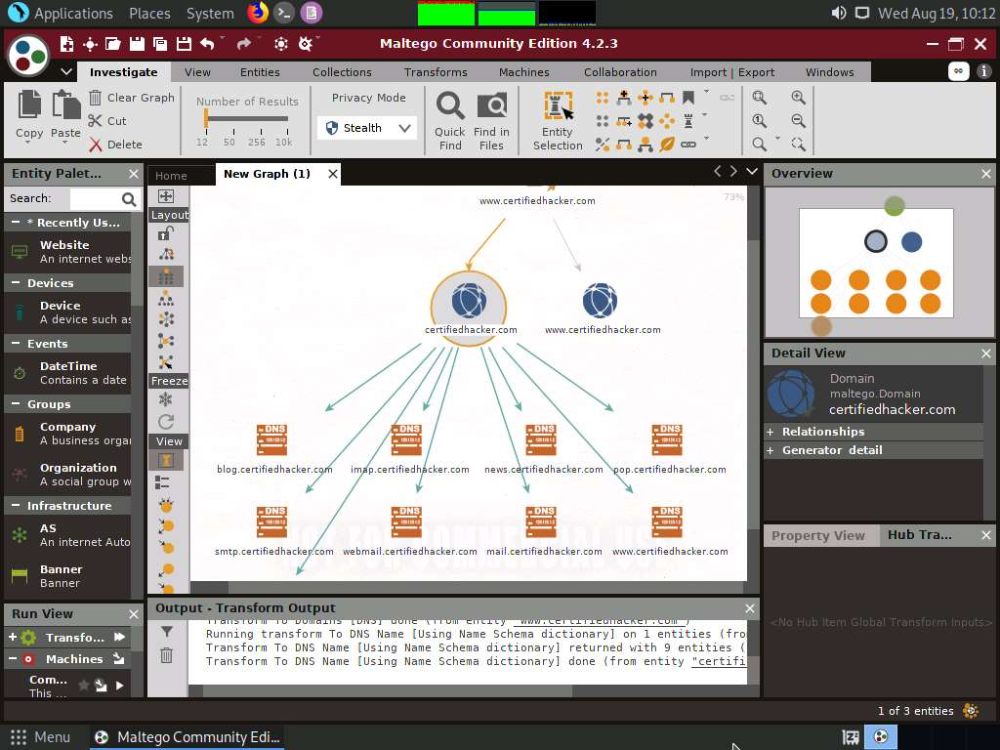 Applications Places System
Wed Aug 19, 10:12
Maltego Community Edition 4.2.3
Investigate View Entities Collections Transforms Machines Collaboration Import | Export Windows
Copy
Paste
Clear Graph
Cut
Delete
Number of Results
12 50 256 10k
Privacy Mode
Stealth
Quick
Find
Find in
Files
Entity
Selection
Entity Palet...
Search:
* Recently Us...
Website
An internet webs
Devices
Device
A device such as
Events
DateTime
Contains a date
Groups
Company
A business orgar
Organization
A social group w
Infrastructure
AS
An internet Auto
Banner
Banner
Run View
Transfo...
Machines
Com...
This ...
Home
New Graph (1)
Layout
Freeze
View
73%
www.certifiedhacker.com
certifiedhacker.com
www.certifiedhacker.com
DNS DNS DNS DNS
blog.certifiedhacker.com
imap.certifiedhacker.com
news.certifiedhacker.com
pop.certifiedhacker.com
DNS DNS DNS DNS
smtp.certifiedhacker.com
webmail.certifiedhacker.com
mail.certifiedhacker.com
www.certifiedhacker.com
NOT FOR COMMERCIAL US
Output - Transform Output
Transform To Domains [DNS] done (from entity "www.certifiedhacker.com")
Running transform To DNS Name [Using Name Schema dictionary] on 1 entities (fro
Transform To DNS Name [Using Name Schema dictionary] returned with 9 entities (
Transform To DNS Name [Using Name Schema dictionary] done (from entity "certifi
Overview
Detail View
Domain
maltego.Domain
certifiedhacker.com
+ Relationships
+ Generator detail
Property View
Hub Tra...
<No Hub Item Global Transform Inputs>
1 of 3 entities
Menu
Maltego Community Edi...